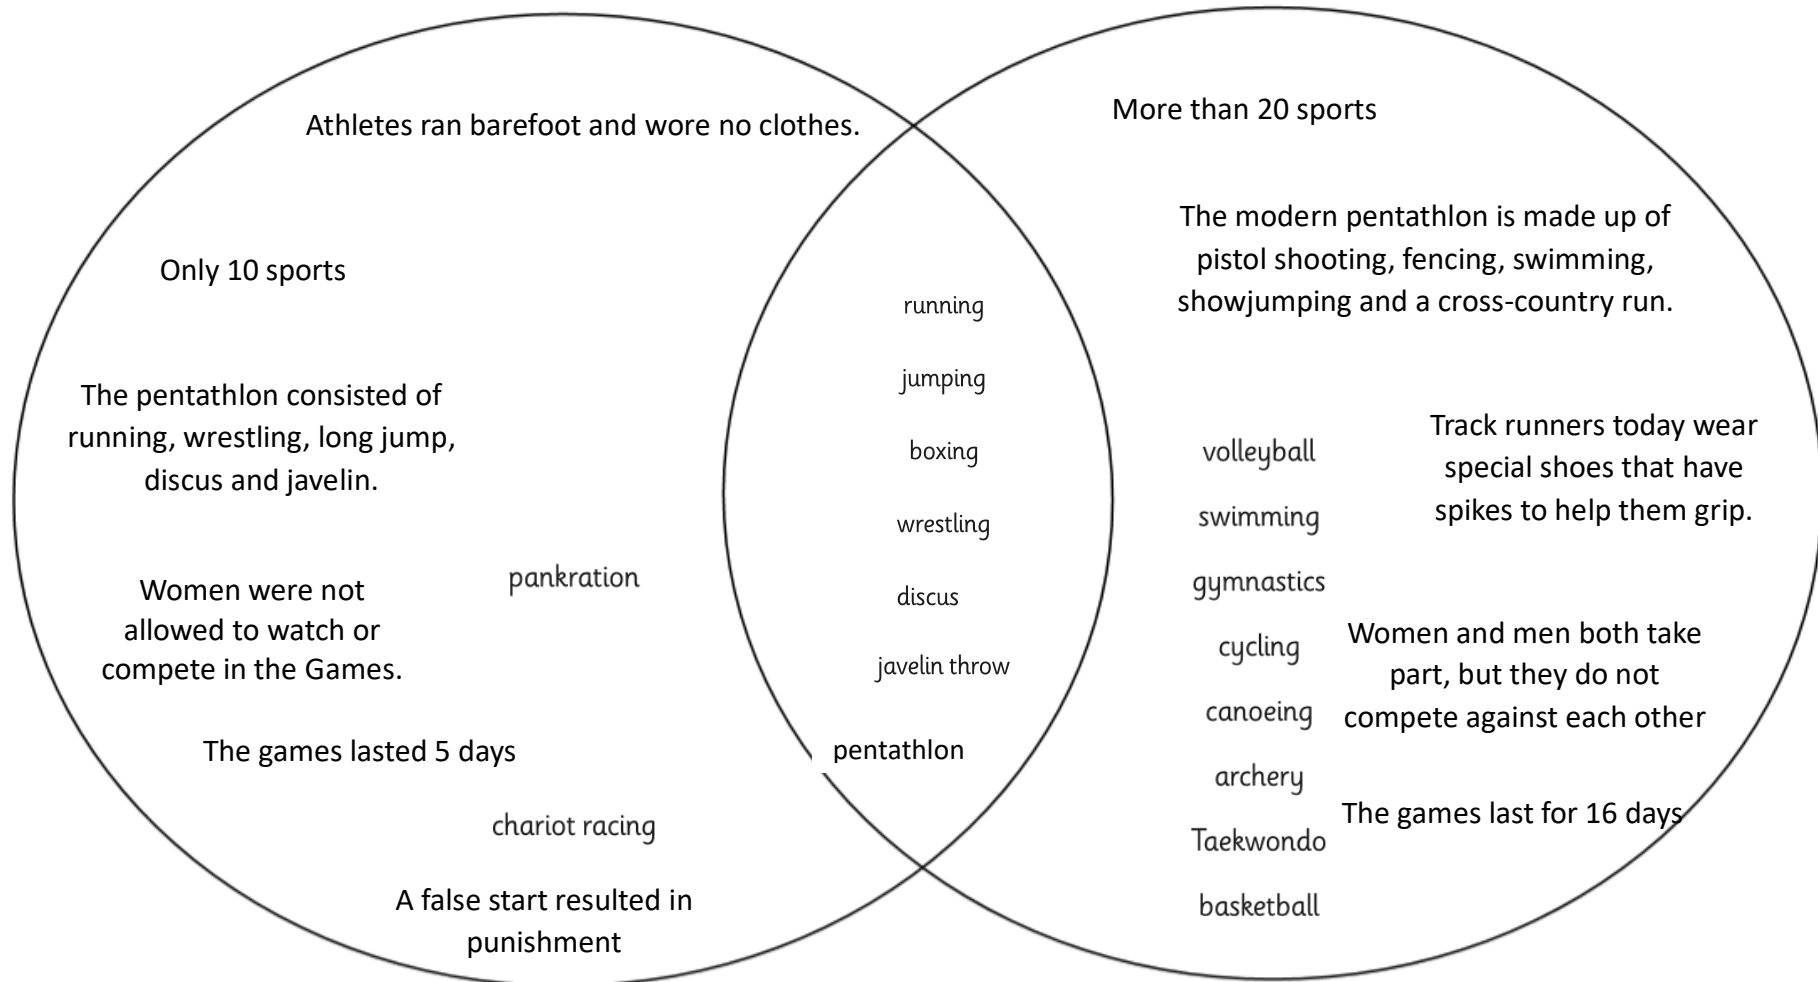 Athletes ran barefoot and wore no clothes.
Only 10 sports
The pentathlon consisted of
running, wrestling, long jump,
discus and javelin.
pankration
Women were not
allowed to watch or
compete in the Games.
The games lasted 5 days
chariot racing
A false start resulted in
punishment
running
jumping
boxing
wrestling
discus
javelin throw
pentathlon
More than 20 sports
The modern pentathlon is made up of
pistol shooting, fencing, swimming,
showjumping and a cross-country run.
volleyball
swimming
gymnastics
cycling
canoeing
archery
Taekwondo
basketball
Track runners today wear
special shoes that have
spikes to help them grip.
Women and men both take
part, but they do not
compete against each other
The games last for 16 days